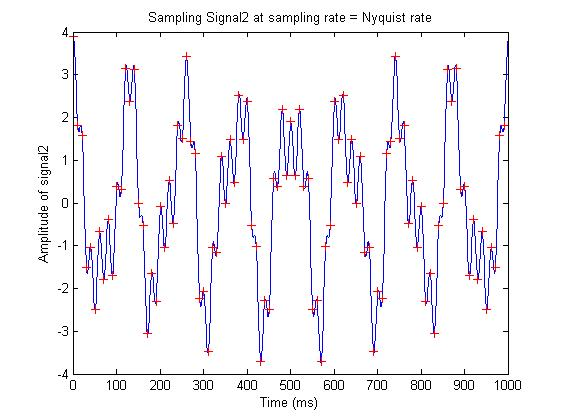 Sampling Signal2 at sampling rate = Nyquist rate
4
3
2
1
0
-1
-2
-3
-4
Amplitude of signal2
0 100 200 300 400 500 600 700 800 900 1000
Time (ms)